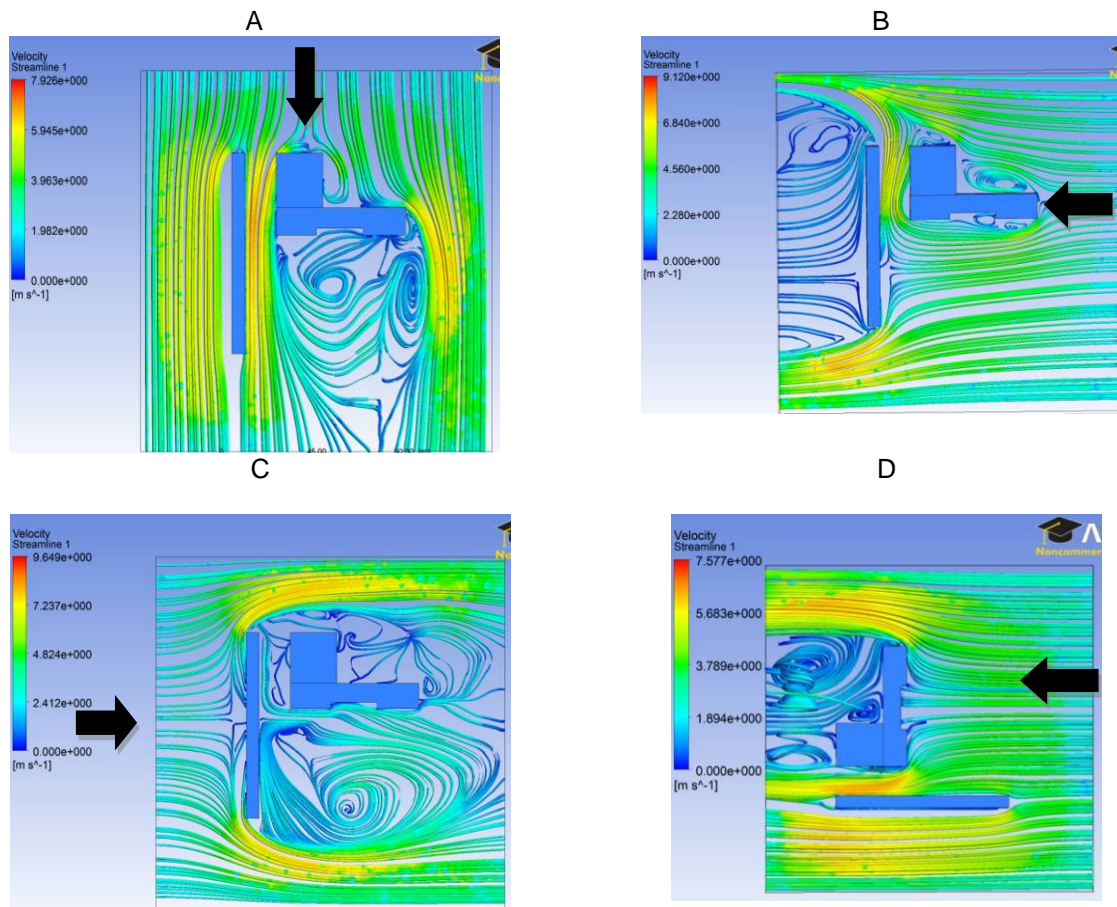 A
B
Velocity
Streamline 1
7.926e+000
5.945e+000
3.963e+000
1.982e+000
0.000e+000
[m s^-1]
0
Velocity
Streamline 1
9.120e+000
6.840e+000
4.560e+000
2.280e+000
0.000e+000
[m s^-1]
C
D
Velocity
Streamline 1
9.649e+000
7.237e+000
4.824e+000
2.412e+000
0.000e+000
[m s^-1]
Velocity
Streamline 1
7.577e+000
5.683e+000
3.789e+000
1.894e+000
0.000e+000
[m s^-1]
Noncommer